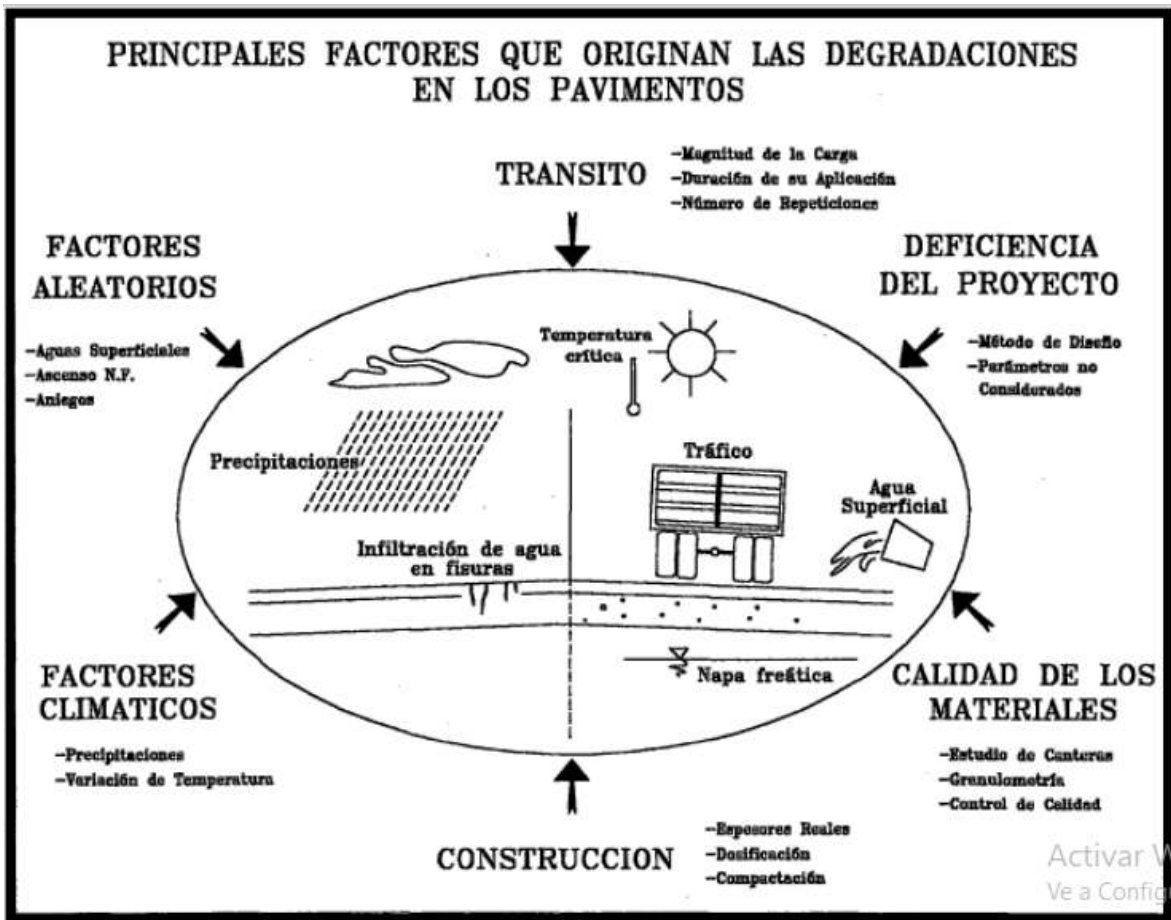 PRINCIPALES FACTORES QUE ORIGINAN LAS DEGRADACIONES
EN LOS PAVIMENTOS
TRANSITO
-Magnitud de la Carga
-Duración de su Aplicación
-Número de Repeticiones
FACTORES
ALEATORIOS
-Aguas Superficiales
-Ascenso N.F.
-Aniegos
DEFICIENCIA
DEL PROYECTO
-Método de Diseño
-Parámetros no
Considerados
Temperatura
crítica
Precipitaciones
Tráfico
Agua
Superficial
Infiltración de agua
en fisuras
Napa freática
FACTORES
CLIMATICOS
-Precipitaciones
-Variación de Temperatura
CALIDAD DE LOS
MATERIALES
-Estudio de Canteras
-Granulometría
-Control de Calidad
CONSTRUCCION
-Espesores Reales
-Dosificación
-Compactación
Activar W
Ve a Config